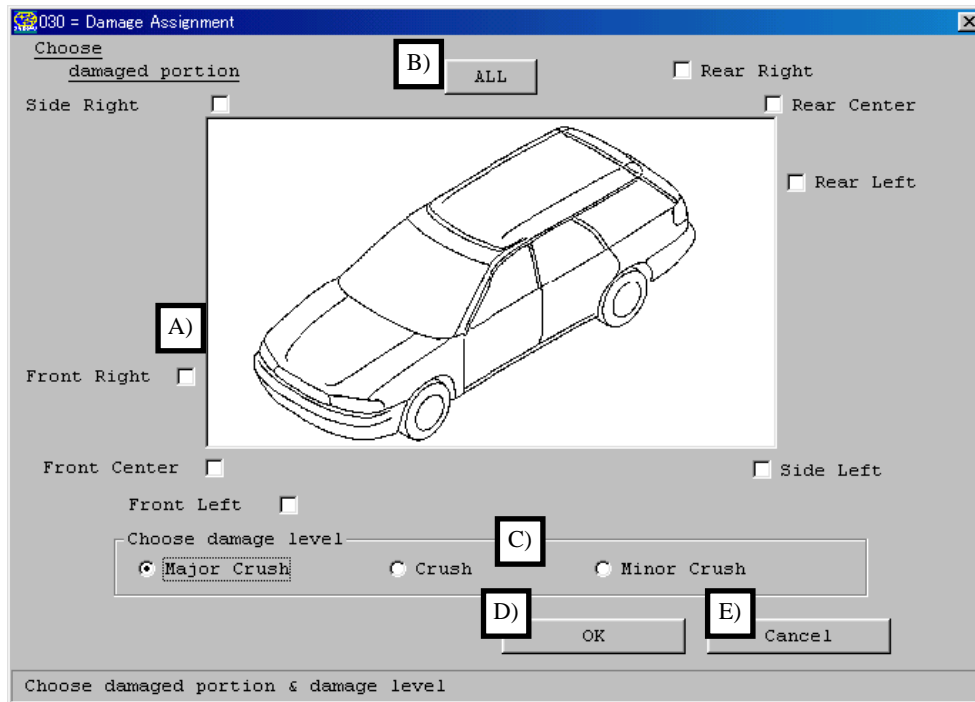 030 = Damage Assignment
Choose
damaged portion
B)
ALL
Rear Right
Side Right
Rear Center
Rear Left
A)
Front Right
Front Center
Side Left
Front Left
Choose damage level
C)
Major Crush
Crush
Minor Crush
D)
OK
E)
Cancel
Choose damaged portion & damage level